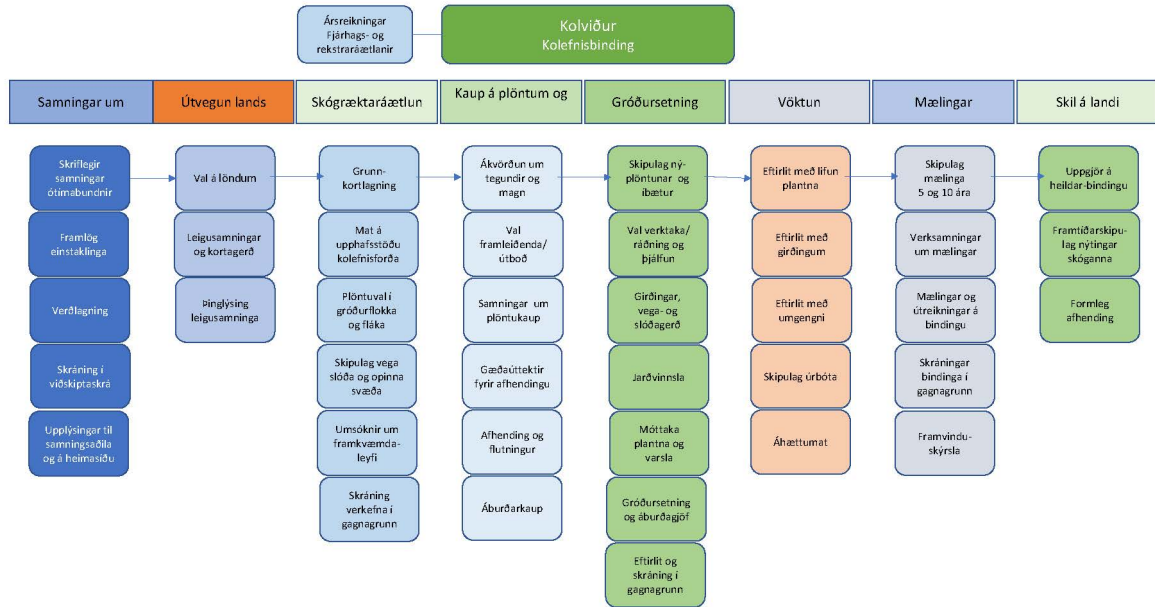 Ársreikningar
Fjárhags- og
rekstraráætlanir
Kolviður
Kolefnisbinding
Samningar um
Útvegun lands
Skógræktaráætlun
Kaup á plöntum og
Gróðursetning
Vöktun
Mælingar
Skil á landi
Skriflegir
samningar
ótímabundnir
Framlög
einstaklinga
Verðlagning
Skráning í
viðskiptaskrá
Upplýsingar til
samningsaðila
og á heimasíðu
Val á löndum
Leigusamningar
og kortagerð
Þinglýsing
leigusamninga
Grunn-
kortlagning
Mat á
upphafsstöðu
kolefnisforða
Plöntuval í
gróðurflokka
og fláka
Skipulag vega
slóða og opinna
svæða
Umsóknir um
framkvæmda-
leyfi
Skráning
verkefna í
gagnagrunn
Ákvörðun um
tegundir og
magn
Val
framleiðenda/
útboð
Samningar um
plöntukaup
Gæðaúttektir
fyrir afhendingu
Afhending og
flutningur
Áburðarkaup
Skipulag ný-
plöntunar og
íbætur
Val verktaka/
ráðning og
þjálfun
Girðingar,
vega- og
slóðagerð
Jarðvinnsla
Móttaka
plantna og
varsla
Gróðursetning
og áburðagjöf
Eftirlit og
skráning í
gagnagrunn
Eftirlit með lifun
plantna
Eftirlit með
girðingum
Eftirlit með
umgengni
Skipulag úrbóta
Áhættumat
Skipulag
mælinga
5 og 10 ára
Verksamningar
um mælingar
Mælingar og
útreikningar á
bindingu
Skráningar
bindinga í
gagnagrunn
Framvindu-
skýrsla
Uppgjör á
heildar-bindingu
Framtíðarskipu-
lag nýtingar
skóganna
Formleg
afhending